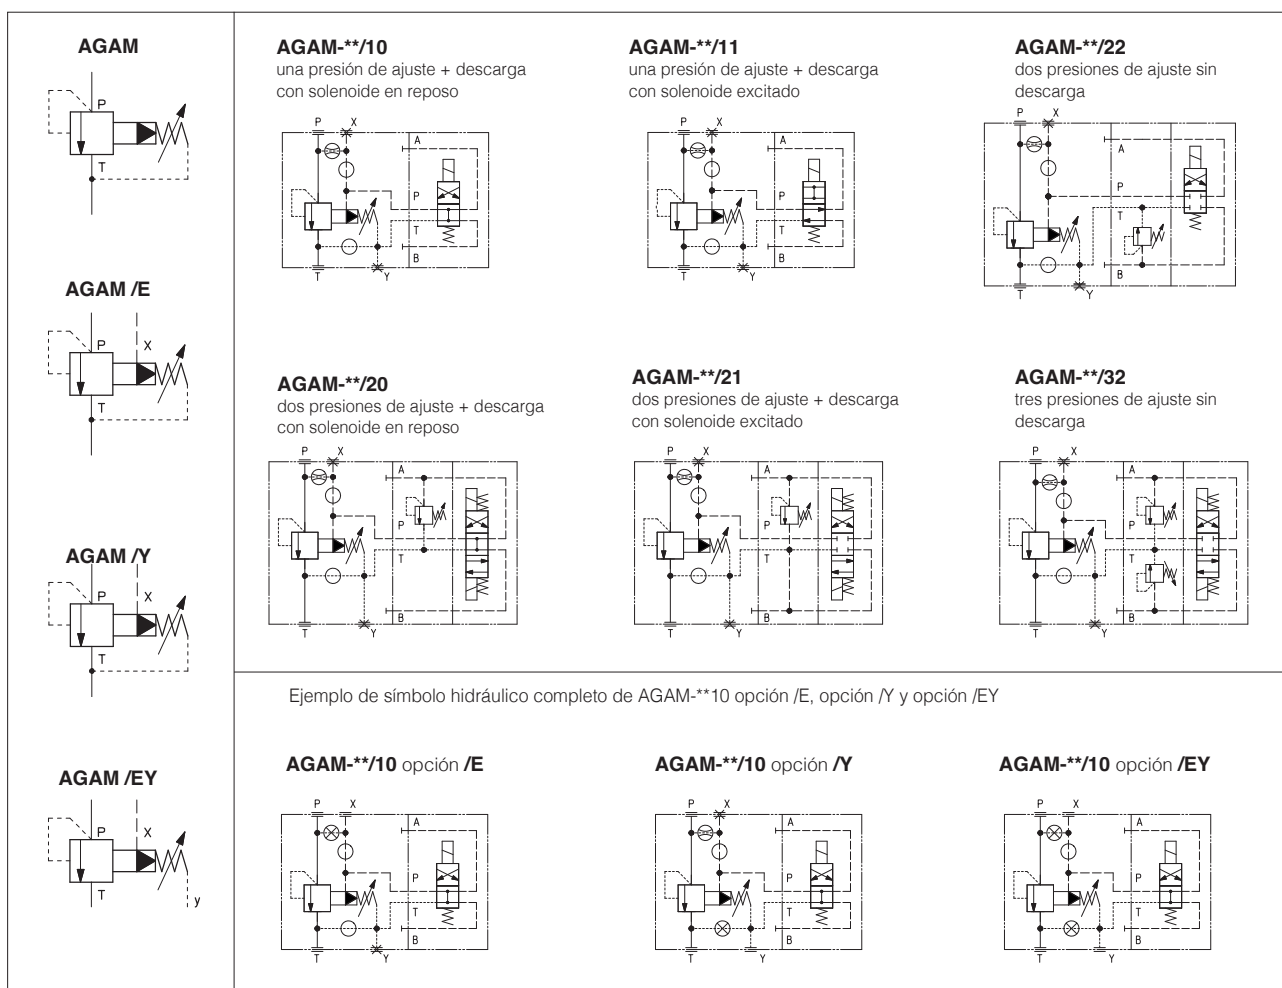 AGAM
P
T
AGAM /E
P
X
T
AGAM /Y
P
X
T
AGAM /EY
P
X
T
y
AGAM-**/10
una presión de ajuste + descarga
con solenoide en reposo
P
X
A
P
T
B
T
Y
AGAM-**/11
una presión de ajuste + descarga
con solenoide excitado
P
X
A
P
T
B
T
Y
AGAM-**/22
dos presiones de ajuste sin
descarga
P
X
A
P
T
B
T
Y
AGAM-**/20
dos presiones de ajuste + descarga
con solenoide en reposo
P
X
A
P
T
B
T
Y
AGAM-**/21
dos presiones de ajuste + descarga
con solenoide excitado
P
X
A
P
T
B
T
Y
AGAM-**/32
tres presiones de ajuste sin
descarga
P
X
A
P
T
B
T
Y
Ejemplo de símbolo hidráulico completo de AGAM-**10 opción /E, opción /Y y opción /EY
AGAM-**/10 opción /E
P
X
A
P
T
B
T
Y
AGAM-**/10 opción /Y
P
X
A
P
T
B
T
Y
AGAM-**/10 opción /EY
P
X
A
P
T
B
T
Y